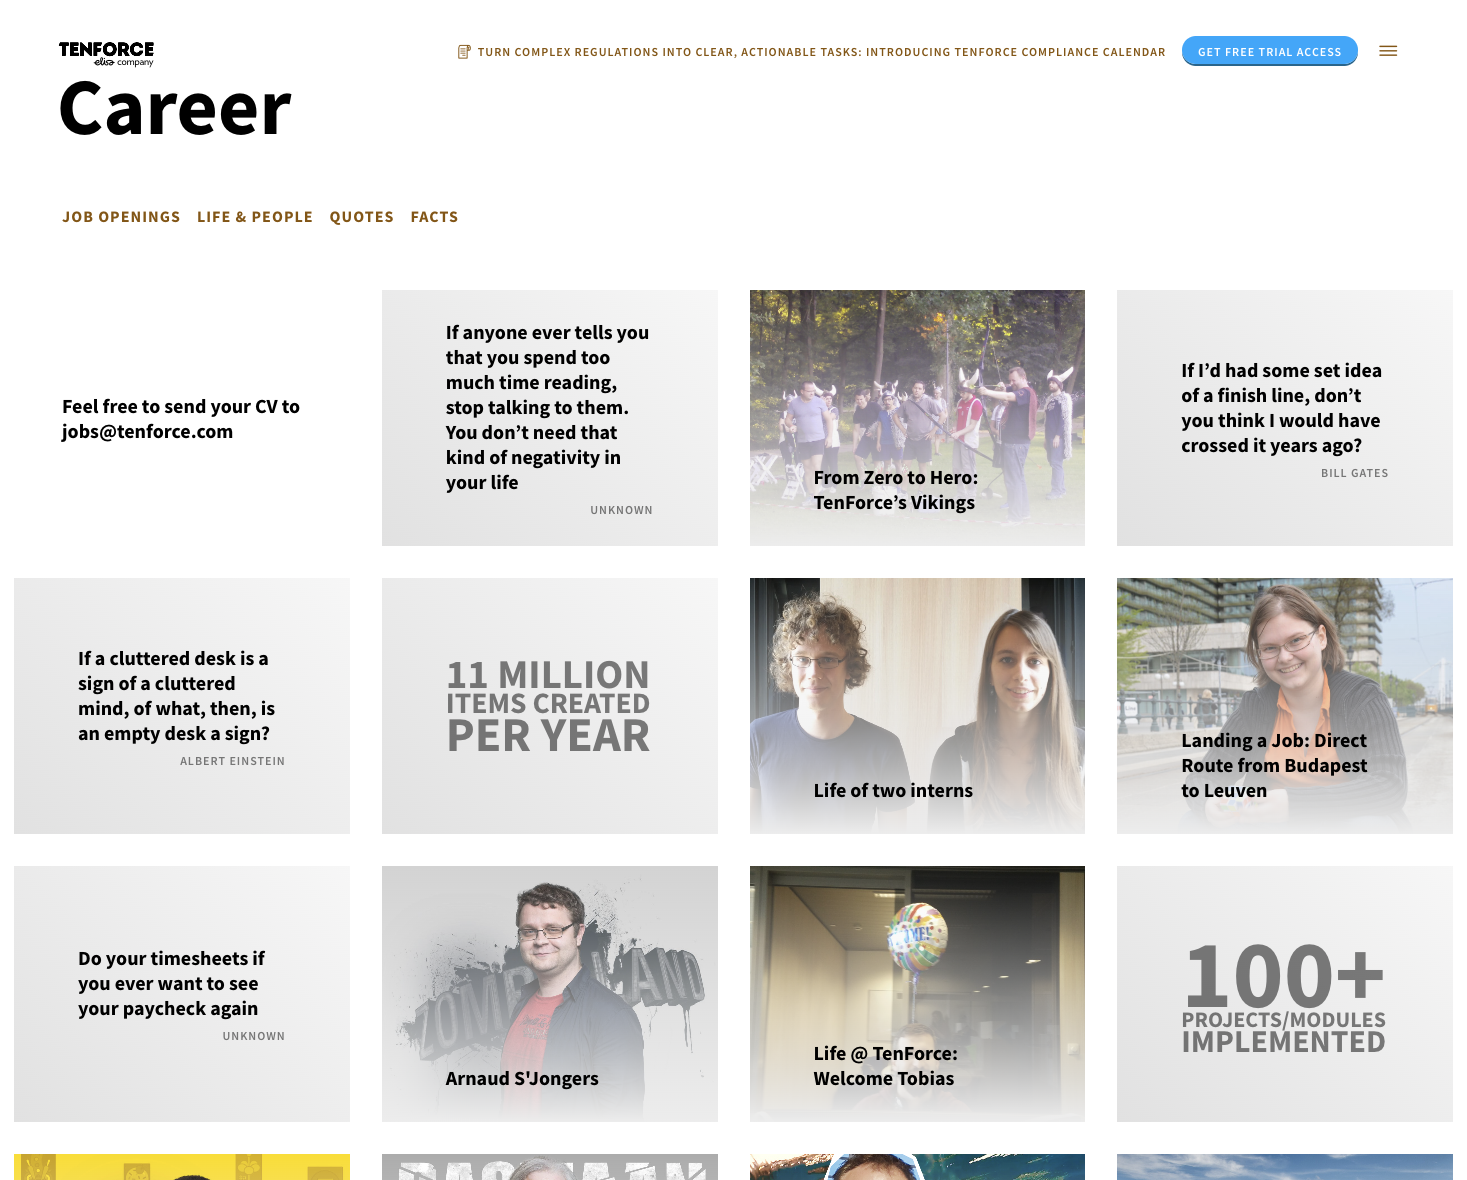 TENFORCE
elisa company
TURN COMPLEX REGULATIONS INTO CLEAR, ACTIONABLE TASKS: INTRODUCING TENFORCE COMPLIANCE CALENDAR
GET FREE TRIAL ACCESS
Career
JOB OPENINGS LIFE & PEOPLE QUOTES FACTS
Feel free to send your CV to
jobs@tenforce.com
If anyone ever tells you
that you spend too
much time reading,
stop talking to them.
You don’t need that
kind of negativity in
your life
UNKNOWN
From Zero to Hero:
TenForce’s Vikings
If I’d had some set idea
of a finish line, don’t
you think I would have
crossed it years ago?
BILL GATES
If a cluttered desk is a
sign of a cluttered
mind, of what, then, is
an empty desk a sign?
ALBERT EINSTEIN
11 MILLION
ITEMS CREATED
PER YEAR
Life of two interns
Landing a Job: Direct
Route from Budapest
to Leuven
Do your timesheets if
you ever want to see
your paycheck again
UNKNOWN
Arnaud S'Jongers
Life @ TenForce:
Welcome Tobias
100+
PROJECTS/MODULES
IMPLEMENTED